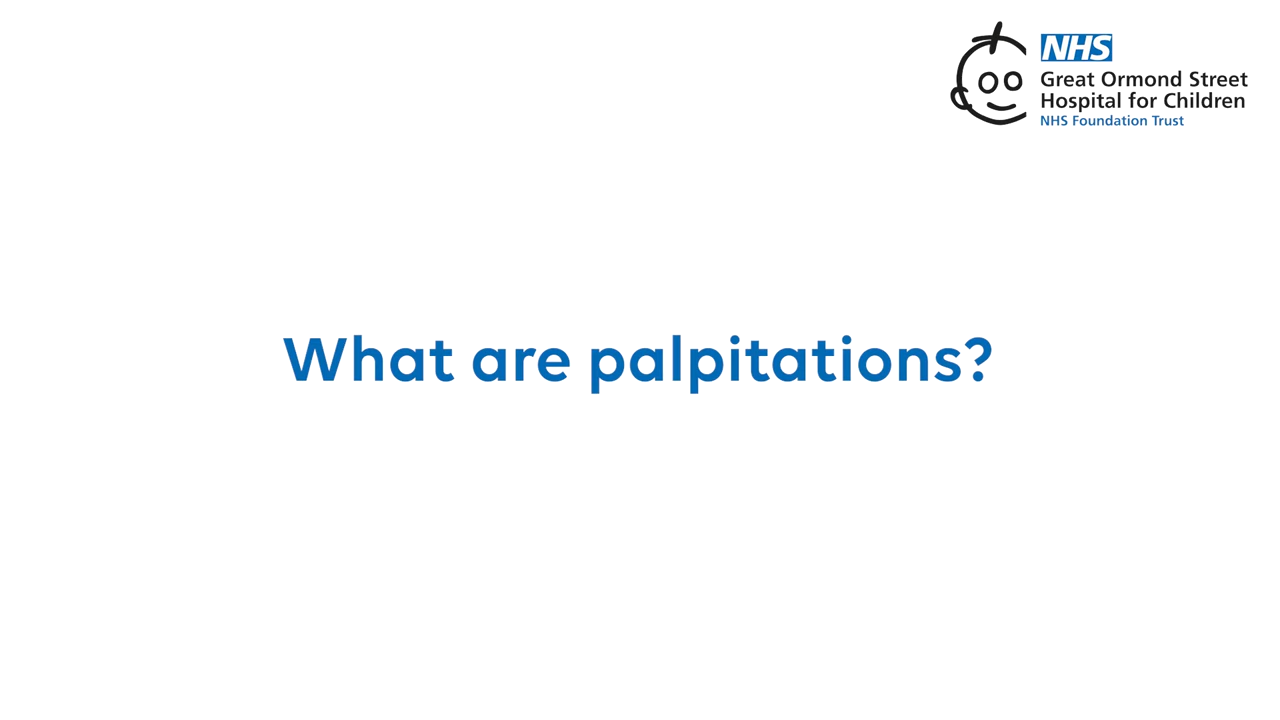 NHS
Great Ormond Street
Hospital for Children
NHS Foundation Trust
What are palpitations?